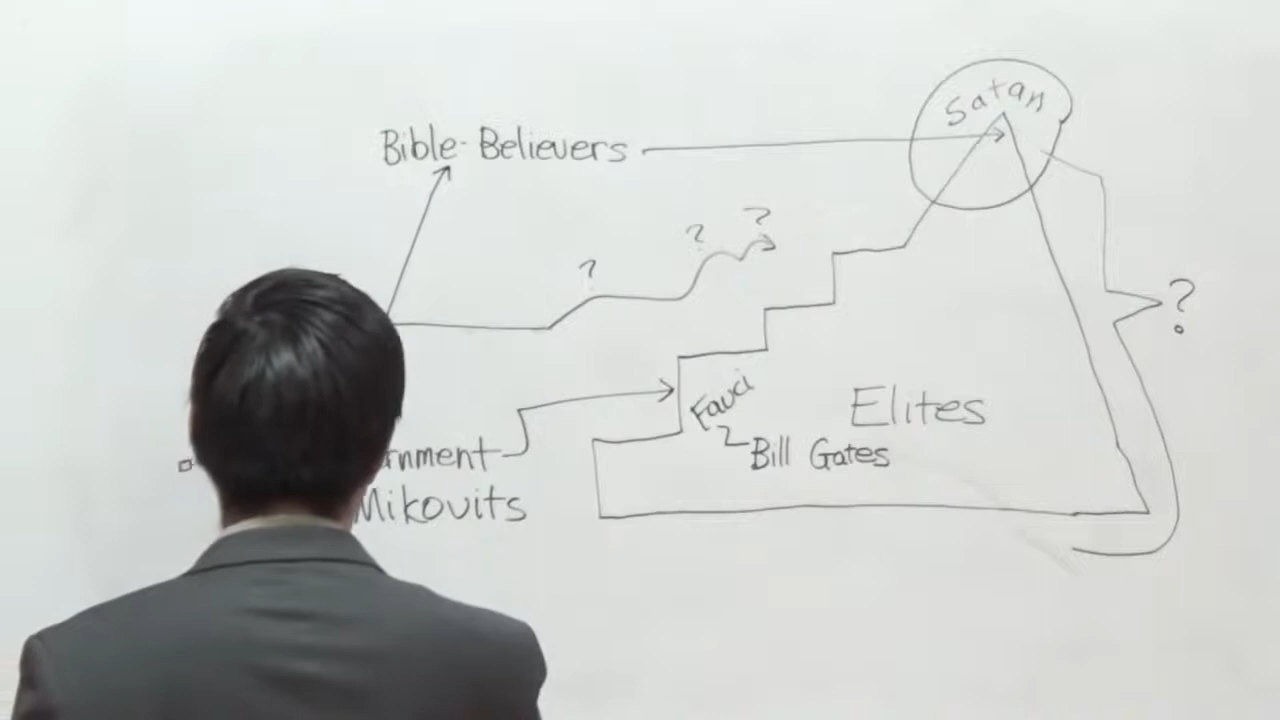 Satan
Bible-Believers
?
?
?
?
Fauci
Elites
Bill Gates
rnment
Mikovits